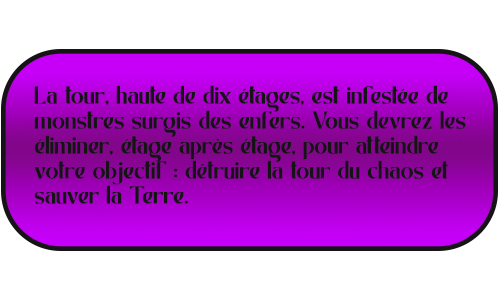 La tour, haute de dix étages, est infestée de
monstres surgis des enfers. Vous devrez les
éliminer, étage après étage, pour atteindre
votre objectif : détruire la tour du chaos et
sauver la Terre.